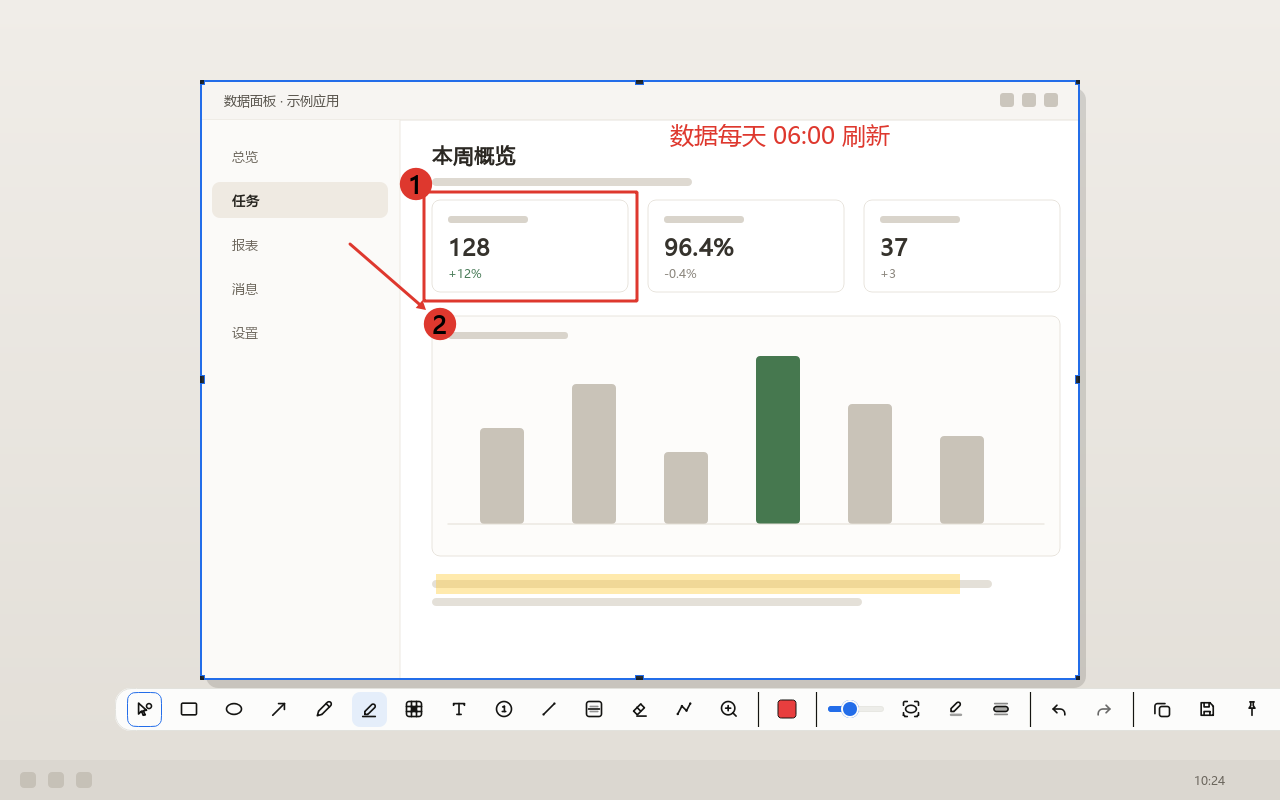 数据面板 · 示例应用
数据每天 06:00 刷新
本周概览
总览
任务
报表
消息
设置
1
128
+12%
96.4%
-0.4%
37
+3
2
1
10:24